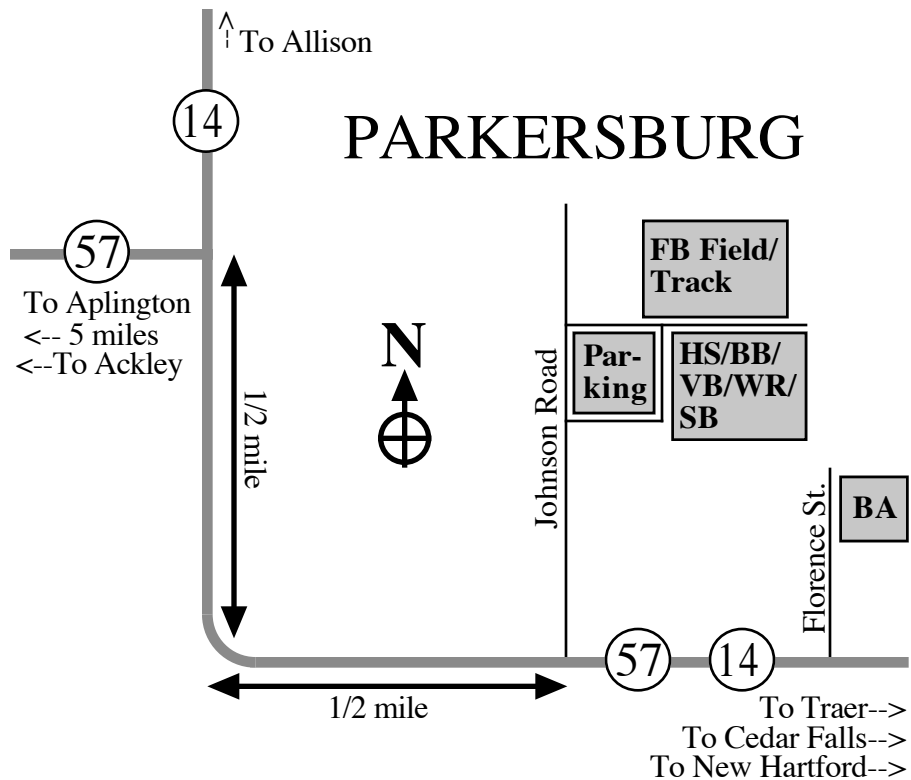 To Allison
14
PARKERSBURG
57
To Aplington
<-- 5 miles
<--To Ackley
1/2 mile
N
Johnson Road
FB Field/
Track
Par-
king
HS/BB/
VB/WR/
SB
Florence St.
BA
57
14
1/2 mile
To Traer-->
To Cedar Falls-->
To New Hartford-->